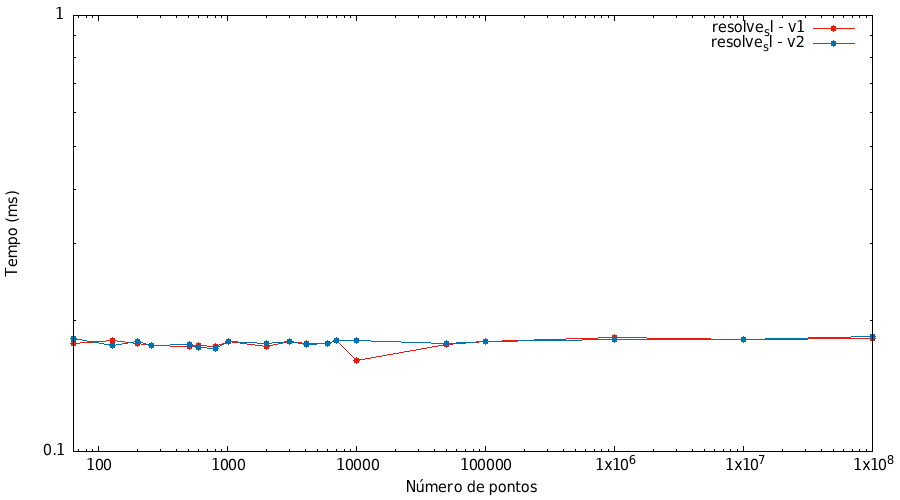 1
resolve_sl - v1
resolve_sl - v2
Tempo (ms)
0.1
100 1000 10000 100000 1x10^6 1x10^7 1x10^8
Número de pontos